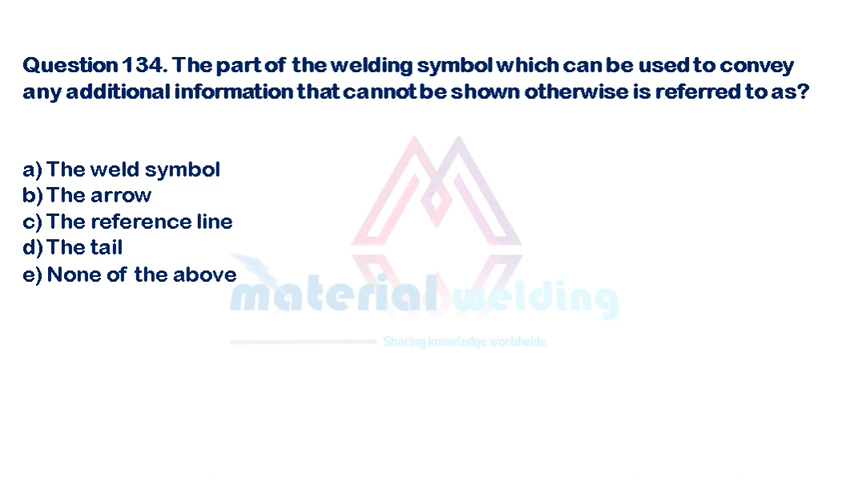 Question 134. The part of the welding symbol which can be used to convey
any additional information that cannot be shown otherwise is referred to as?
a) The weld symbol
b) The arrow
c) The reference line
d) The tail
e) None of the above
material welding
Sharing knowledge worldwide